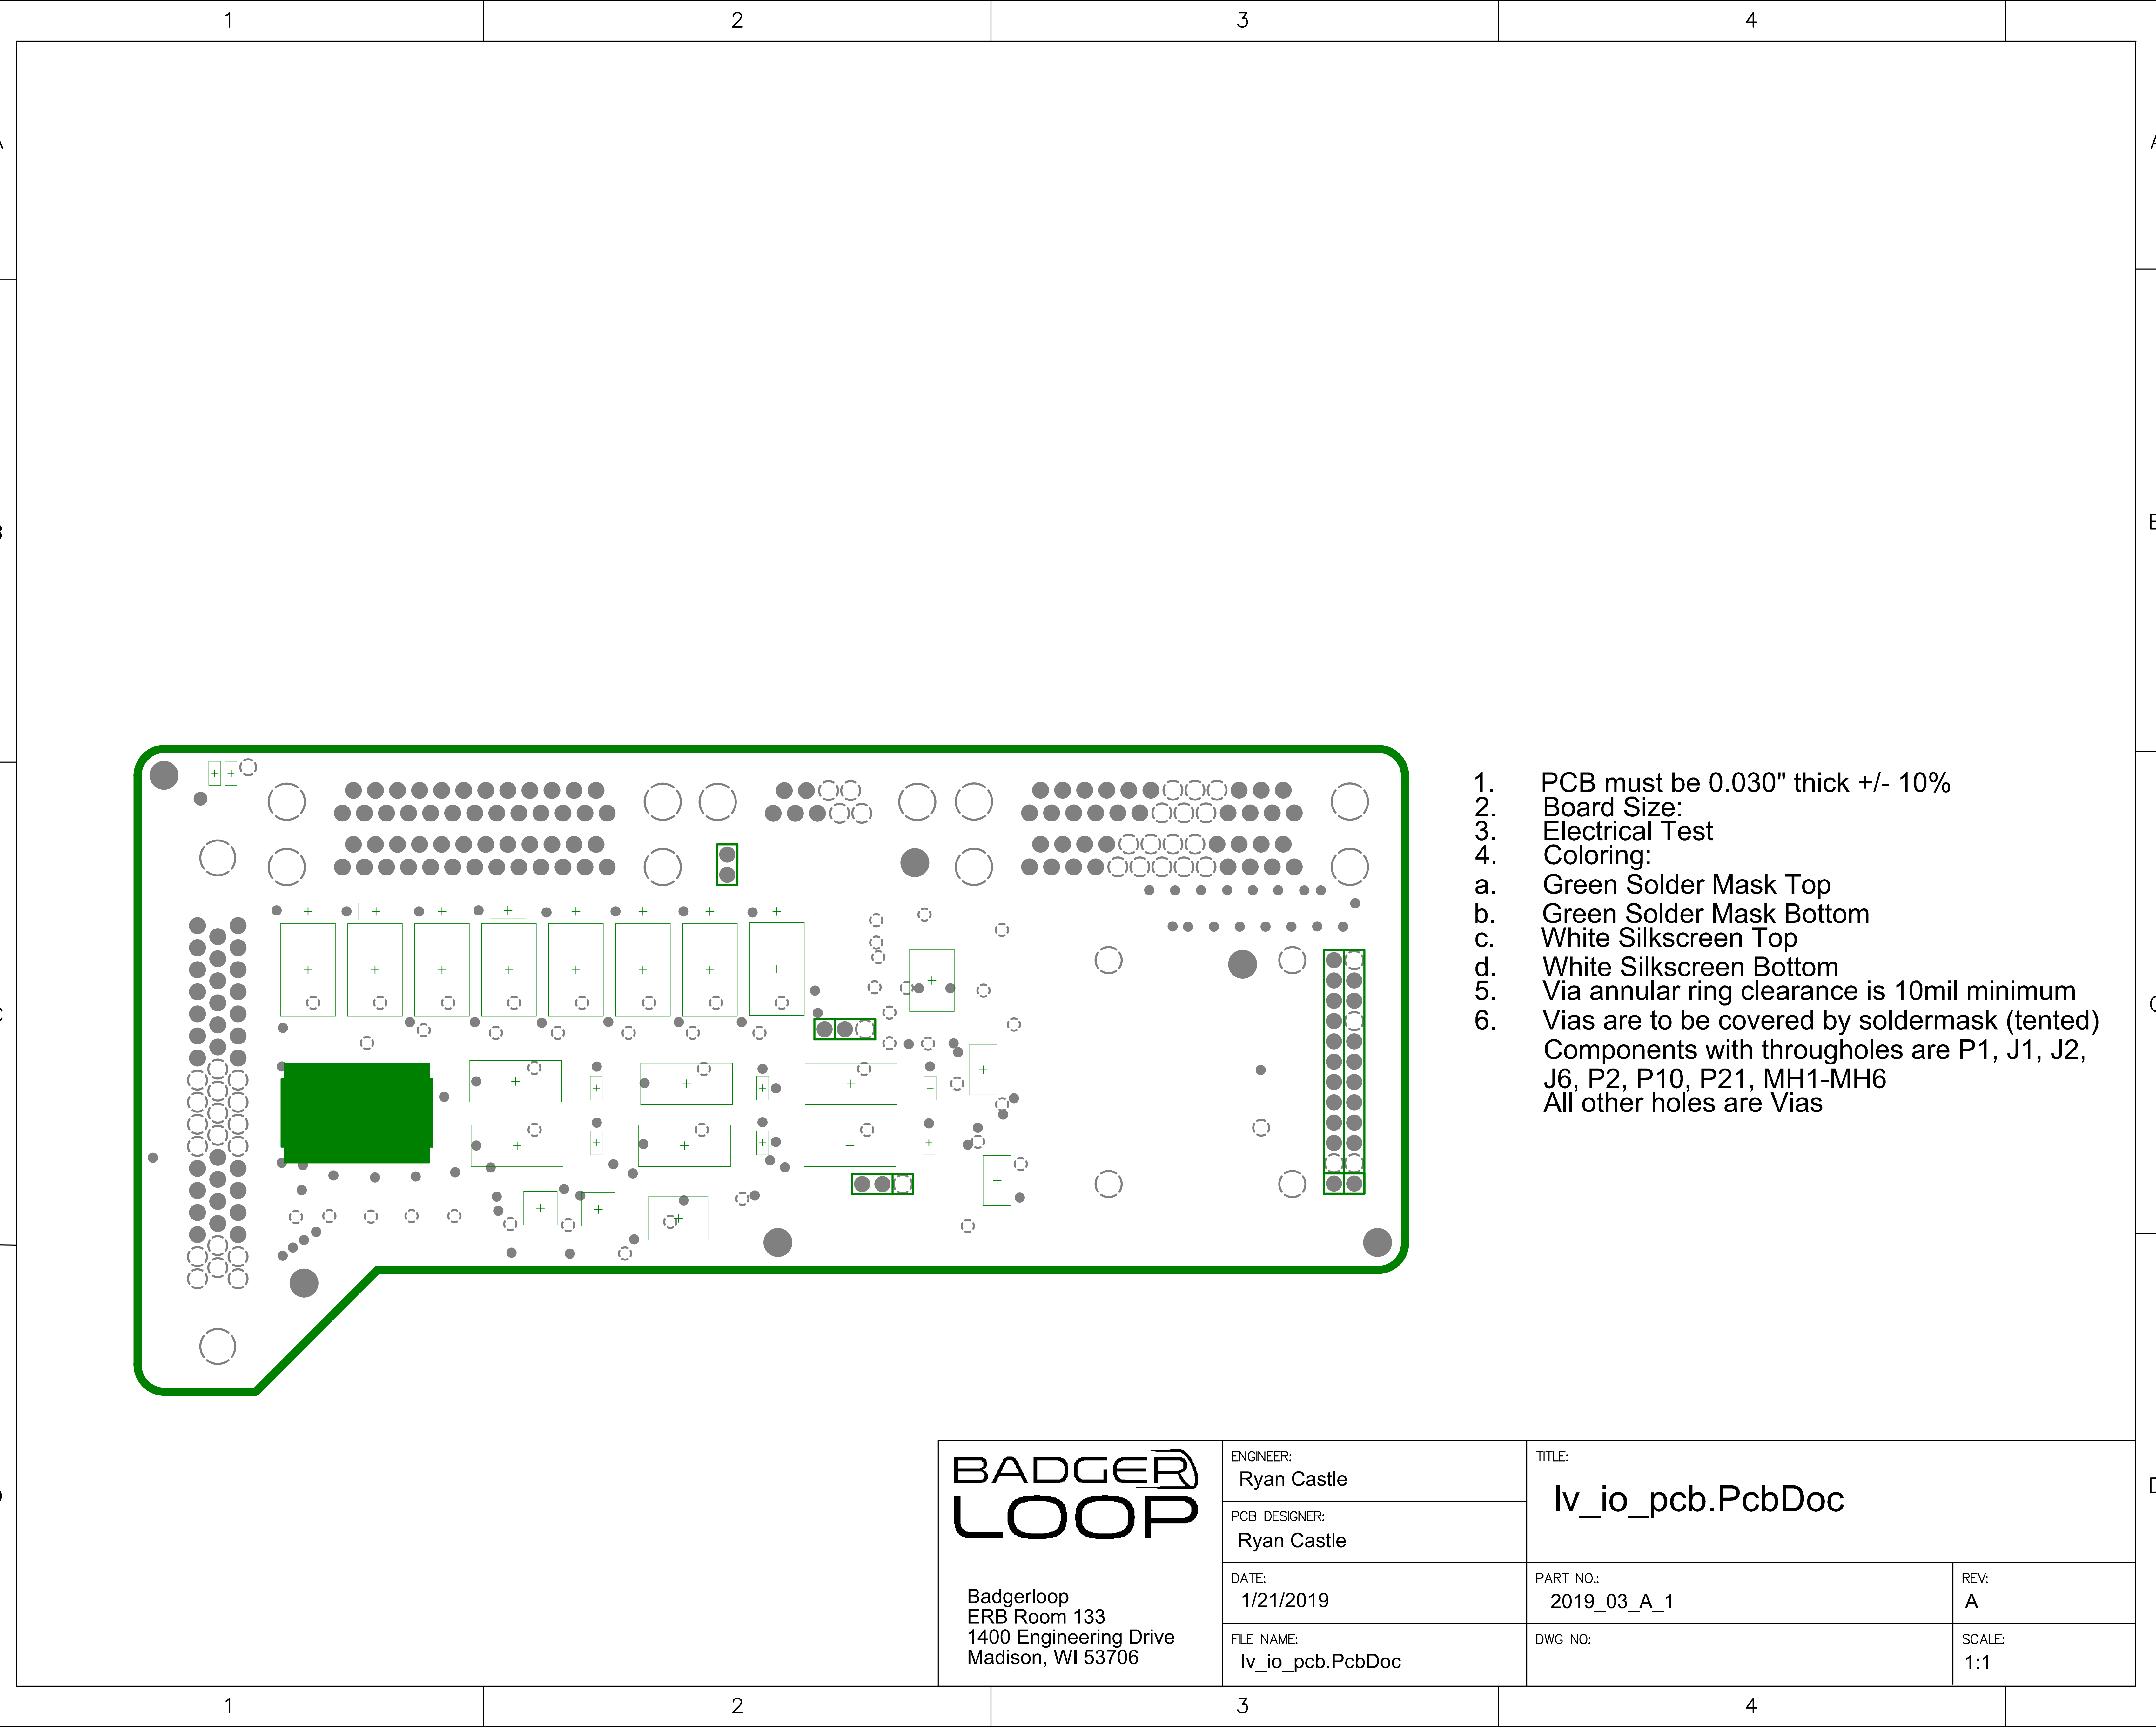 1 2 3 4
A A
B B
C C
D D
1. PCB must be 0.030" thick +/- 10%
2. Board Size:
3. Electrical Test
4. Coloring:
a. Green Solder Mask Top
b. Green Solder Mask Bottom
c. White Silkscreen Top
d. White Silkscreen Bottom
5. Via annular ring clearance is 10mil minimum
6. Vias are to be covered by soldermask (tented)
Components with througholes are P1, J1, J2,
J6, P2, P10, P21, MH1-MH6
All other holes are Vias
BADGER
LOOP
Badgerloop
ERB Room 133
1400 Engineering Drive
Madison, WI 53706
ENGINEER:
Ryan Castle
PCB DESIGNER:
Ryan Castle
DATE:
1/21/2019
FILE NAME:
lv_io_pcb.PcbDoc
TITLE:
lv_io_pcb.PcbDoc
PART NO.:
2019_03_A_1
REV:
A
DWG NO:
SCALE:
1:1
1 2 3 4